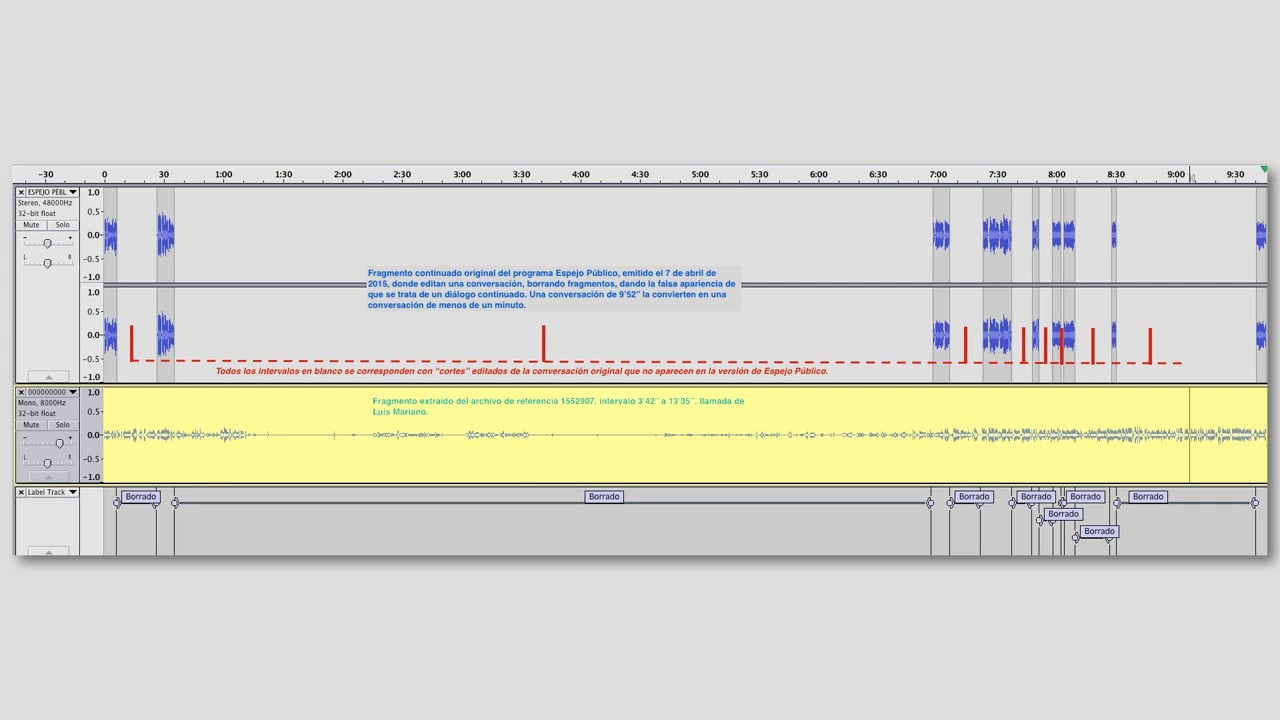 -30 0 30 1:00 1:30 2:00 2:30 3:00 3:30 4:00 4:30 5:00 5:30 6:00 6:30 7:00 7:30 8:00 8:30 9:00 9:30
ESPEJO PÉBL
Stereo, 48000Hz
32-bit float
Mute Solo
- +
L R
1.0
0.5
0.0
-0.5
-1.0
1.0
0.5
0.0
-0.5
-1.0
Fragmento continuado original del programa Espejo Público, emitido el 7 de abril de
2015, donde editan una conversación, borrando fragmentos, dando la falsa apariencia de
que se trata de un diálogo continuado. Una conversación de 9'52'' la convierten en una
conversación de menos de un minuto.
Todos los intervalos en blanco se corresponden con “cortes” editados de la conversación original que no aparecen en la versión de Espejo Público.
000000000
Mono, 8000Hz
32-bit float
Mute Solo
- +
L R
1.0
0.5
0.0
-0.5
-1.0
Fragmento extraido del archivo de referencia 1552907, intervalo 3'42'' a 13'35'', llamada de
Luis Mariano.
Label Track
Borrado Borrado Borrado Borrado Borrado Borrado
Borrado
Borrado